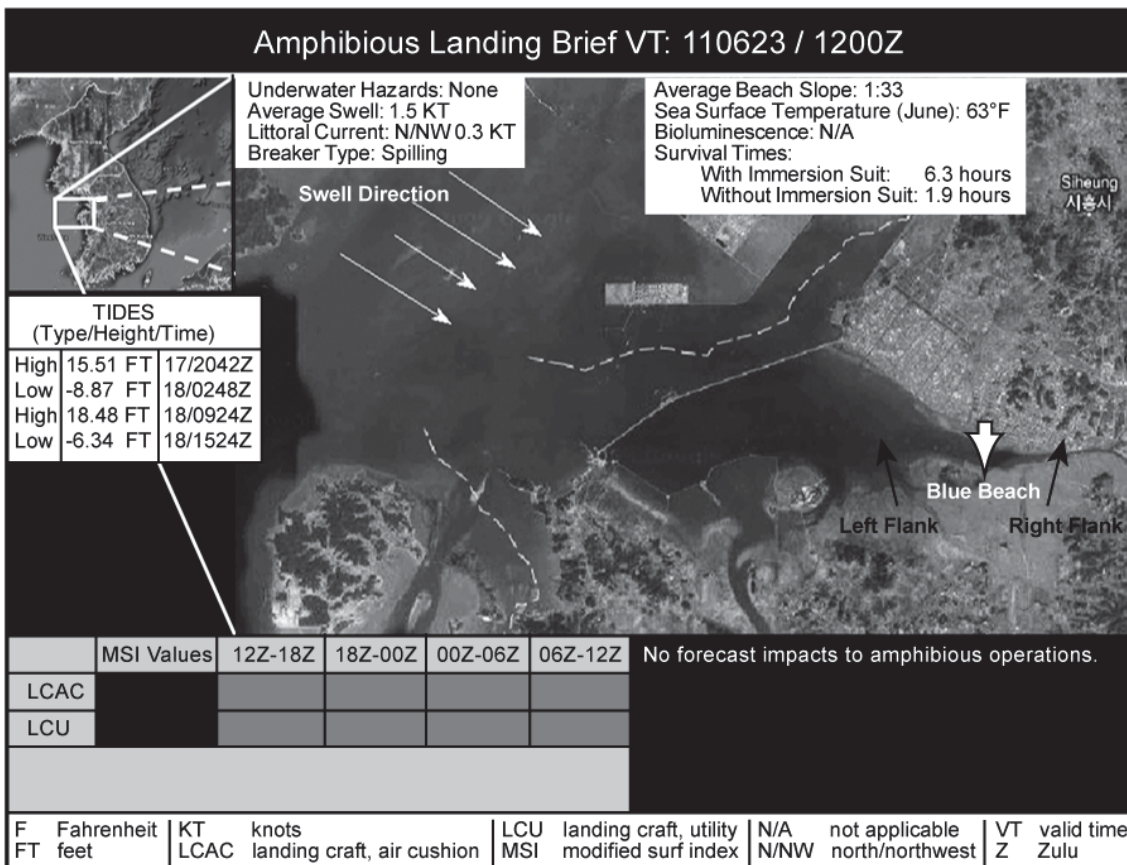 Amphibious Landing Brief VT: 110623 / 1200Z
Underwater Hazards: None
Average Swell: 1.5 KT
Littoral Current: N/NW 0.3 KT
Breaker Type: Spilling
Average Beach Slope: 1:33
Sea Surface Temperature (June): 63°F
Bioluminescence: N/A
Survival Times:
With Immersion Suit: 6.3 hours
Without Immersion Suit: 1.9 hours
Swell Direction
Siheung
시흥시
TIDES
(Type/Height/Time)
High 15.51 FT 17/2042Z
Low -8.87 FT 18/0248Z
High 18.48 FT 18/0924Z
Low -6.34 FT 18/1524Z
Blue Beach
Left Flank Right Flank
MSI Values 12Z-18Z 18Z-00Z 00Z-06Z 06Z-12Z
LCAC
LCU
No forecast impacts to amphibious operations.
F Fahrenheit KT knots LCU landing craft, utility N/A not applicable VT valid time
FT feet LCAC landing craft, air cushion MSI modified surf index N/NW north/northwest Z Zulu